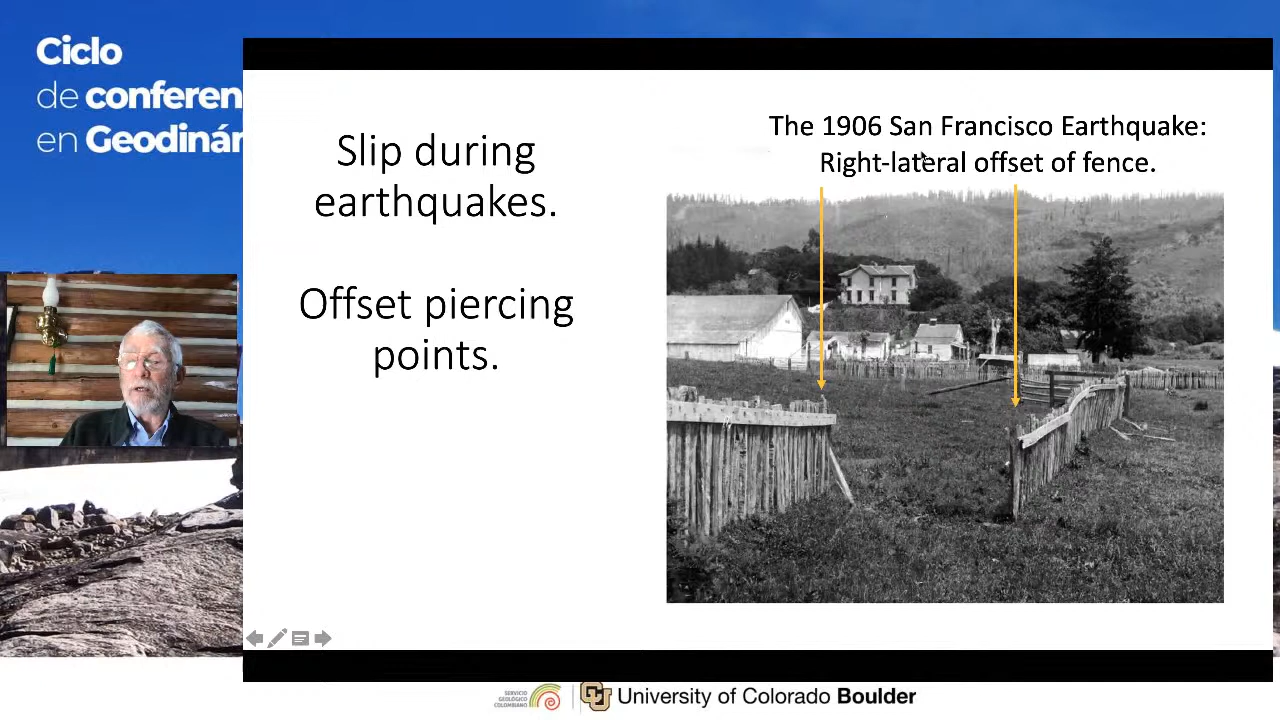 Ciclo
de conferen
en Geodinár
Slip during
earthquakes.
Offset piercing
points.
The 1906 San Francisco Earthquake:
Right-lateral offset of fence.
SERVICIO
GEOLÓGICO
COLOMBIANO
CU
University of Colorado Boulder